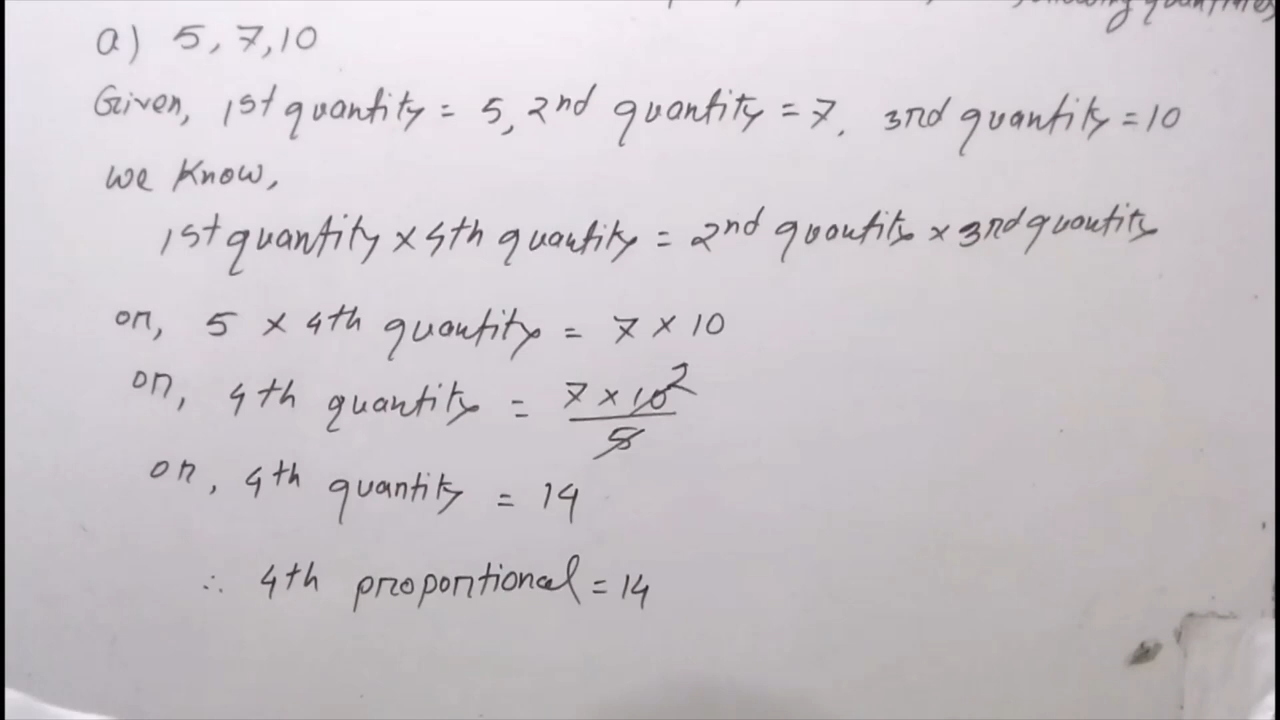 following quantities
a) 5, 7, 10
Given, 1st quantity = 5, 2nd quantity = 7, 3rd quantity = 10
we know,
1st quantity × 4th quantity = 2nd quantity × 3rd quantity
or, 5 × 4th quantity = 7 × 10
or, 4th quantity = 7 × 10 2 / 5
or, 4th quantity = 14
∴ 4th proportional = 14